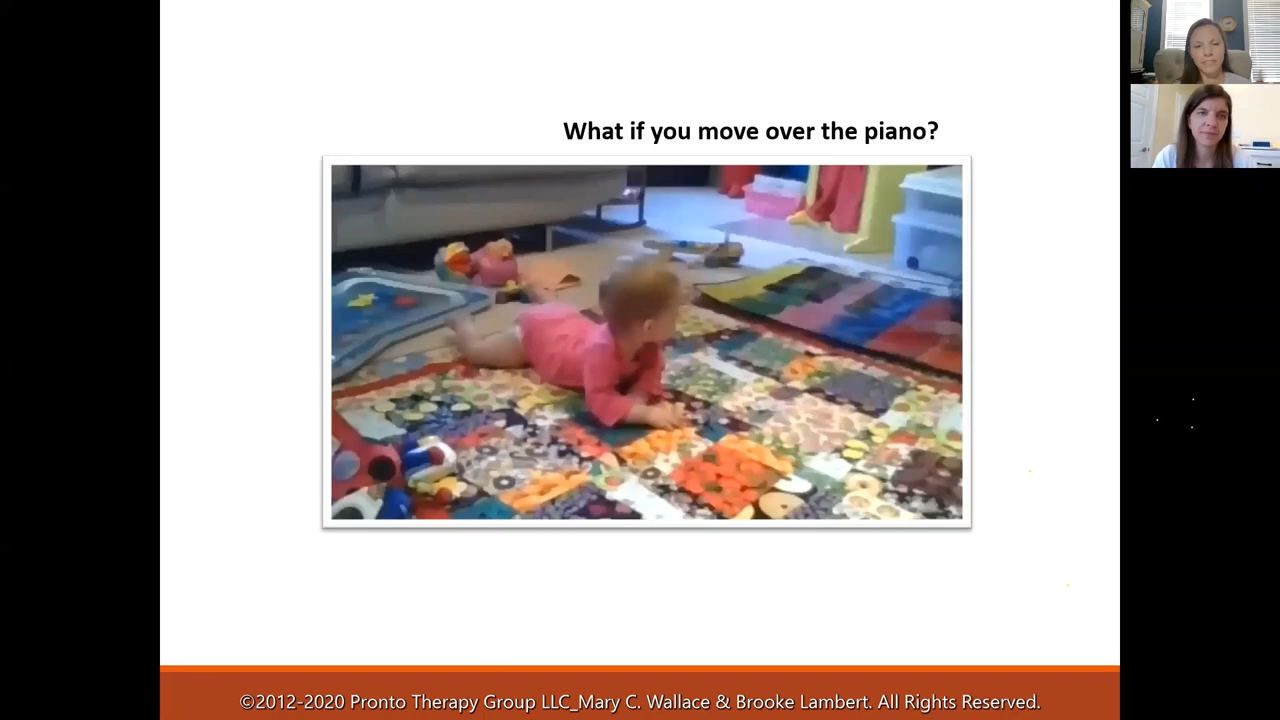 What if you move over the piano?
©2012-2020 Pronto Therapy Group LLC_Mary C. Wallace & Brooke Lambert. All Rights Reserved.